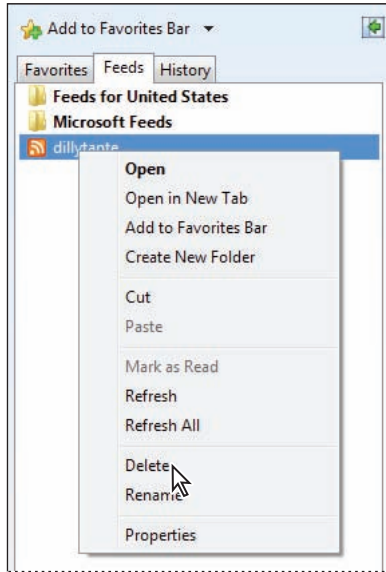 Add to Favorites Bar
Favorites Feeds History
Feeds for United States
Microsoft Feeds
dillytante
Open
Open in New Tab
Add to Favorites Bar
Create New Folder
Cut
Paste
Mark as Read
Refresh
Refresh All
Delete
Rename
Properties